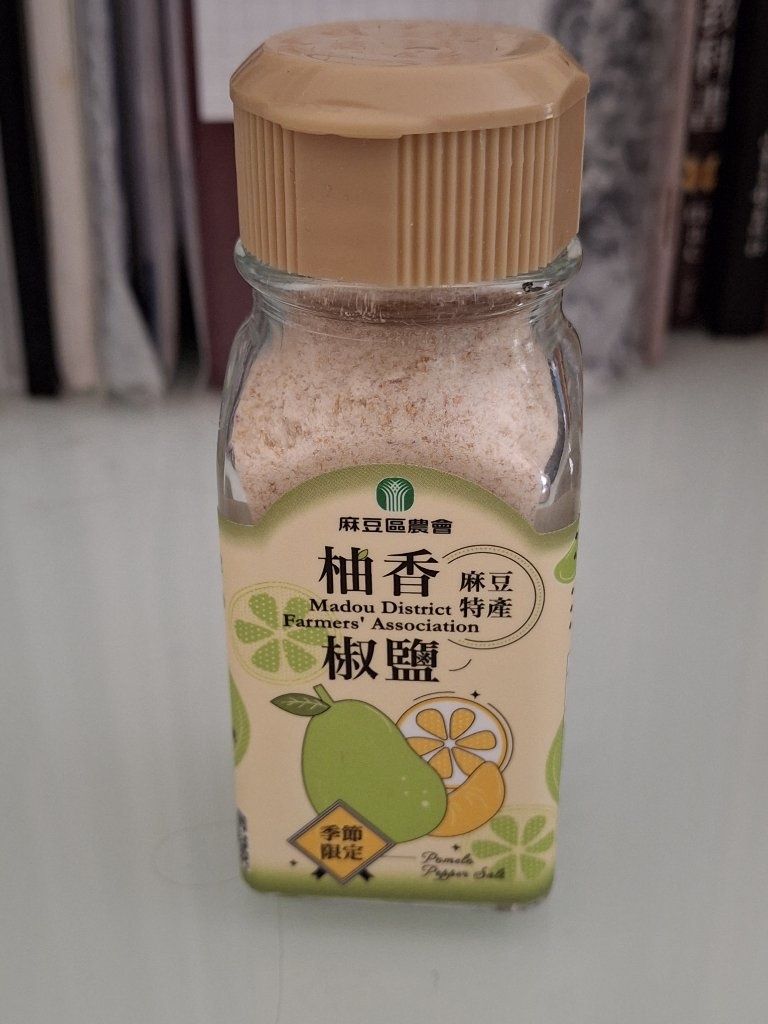 麻豆區農會
柚香
麻豆
特產
Madou District
Farmers' Association
椒鹽
季節
限定
Pomelo
Pepper Salt